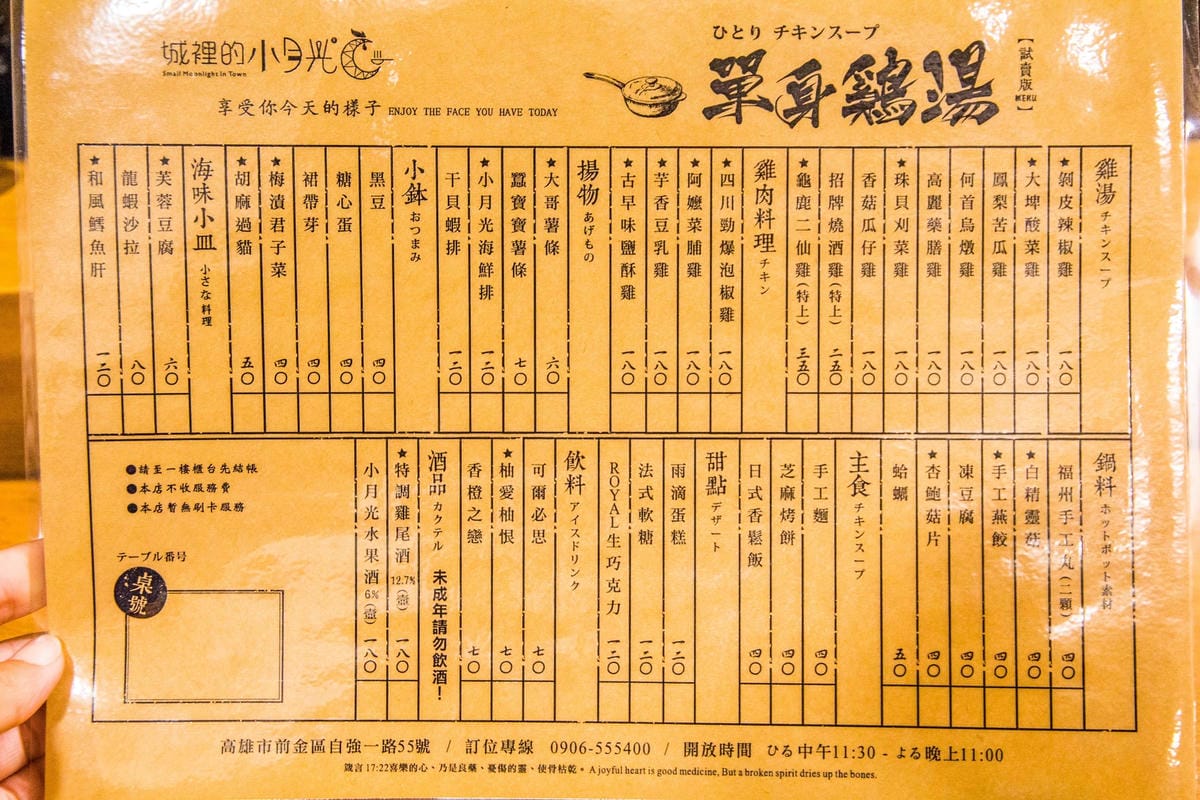 城裡的小月光
Small Moonlight in Town
享受你今天的樣子 ENJOY THE FACE YOU HAVE TODAY
ひとり チキンスープ
單身鷄湯
【試賣版 MENU】
雞湯 チキンスープ
★剝皮辣椒雞 一八〇
★大埤酸菜雞 一八〇
鳳梨苦瓜雞 一八〇
何首烏燉雞 一八〇
高麗藥膳雞 一八〇
★珠貝刈菜雞 一八〇
香菇瓜仔雞 一八〇
招牌燒酒雞(特上) 二五〇
★龜鹿二仙雞(特上) 三五〇
雞肉料理 チキン
★四川勁爆泡椒雞 一八〇
★阿嬤菜脯雞 一八〇
★芋香豆乳雞 一八〇
★古早味鹽酥雞 一八〇
揚物 あげもの
★大哥薯條 六〇
蠶寶寶薯條 七〇
★小月光海鮮排 一二〇
干貝蝦排 一二〇
小缽 おつまみ
黑豆 四〇
糖心蛋 四〇
裙帶芽 四〇
★梅漬君子菜 四〇
★胡麻過貓 五〇
海味小皿 小さな料理
★芙蓉豆腐 六〇
龍蝦沙拉 八〇
★和風鱈魚肝 一二〇
鍋料 ホットポット素材
福州手工丸(二顆) 四〇
★白精靈菇 四〇
★手工燕餃 四〇
凍豆腐 四〇
★杏鮑菇片 四〇
蛤蠣 五〇
主食 チキンスープ
手工麵 四〇
芝麻烤餅 四〇
日式香鬆飯 四〇
甜點 デザート
雨滴蛋糕 一二〇
法式軟糖 一二〇
ROYAL生巧克力 一二〇
飲料 アイスドリンク
可爾必思 七〇
★柚愛柚恨 七〇
香橙之戀 七〇
酒品 カクテル 未成年請勿飲酒！
★特調雞尾酒 12.7%(壺) 一八〇
小月光水果酒 6%(壺) 一八〇
●請至一樓櫃台先結帳
●本店不收服務費
●本店暫無刷卡服務
テーブル番号
桌號
高雄市前金區自強一路55號 / 訂位專線 0906-555400 / 開放時間 ひる中午11:30 - よる晚上11:00
箴言 17:22喜樂的心、乃是良藥、憂傷的靈、使骨枯乾。A joyful heart is good medicine, But a broken spirit dries up the bones.